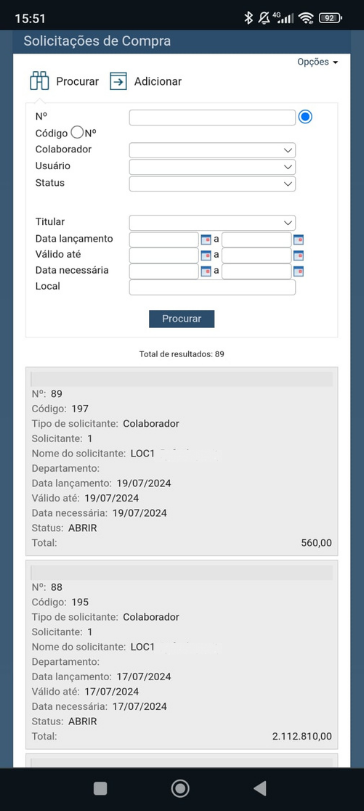 15:51
4G
92
Solicitações de Compra
Opções
Procurar Adicionar
Nº
Código Nº
Colaborador
Usuário
Status
Titular
Data lançamento a
Válido até a
Data necessária a
Local
Procurar
Total de resultados: 89
Nº: 89
Código: 197
Tipo de solicitante: Colaborador
Solicitante: 1
Nome do solicitante: LOC1
Departamento:
Data lançamento: 19/07/2024
Válido até: 19/07/2024
Data necessária: 19/07/2024
Status: ABRIR
Total: 560,00
Nº: 88
Código: 195
Tipo de solicitante: Colaborador
Solicitante: 1
Nome do solicitante: LOC1
Departamento:
Data lançamento: 17/07/2024
Válido até: 17/07/2024
Data necessária: 17/07/2024
Status: ABRIR
Total: 2.112.810,00